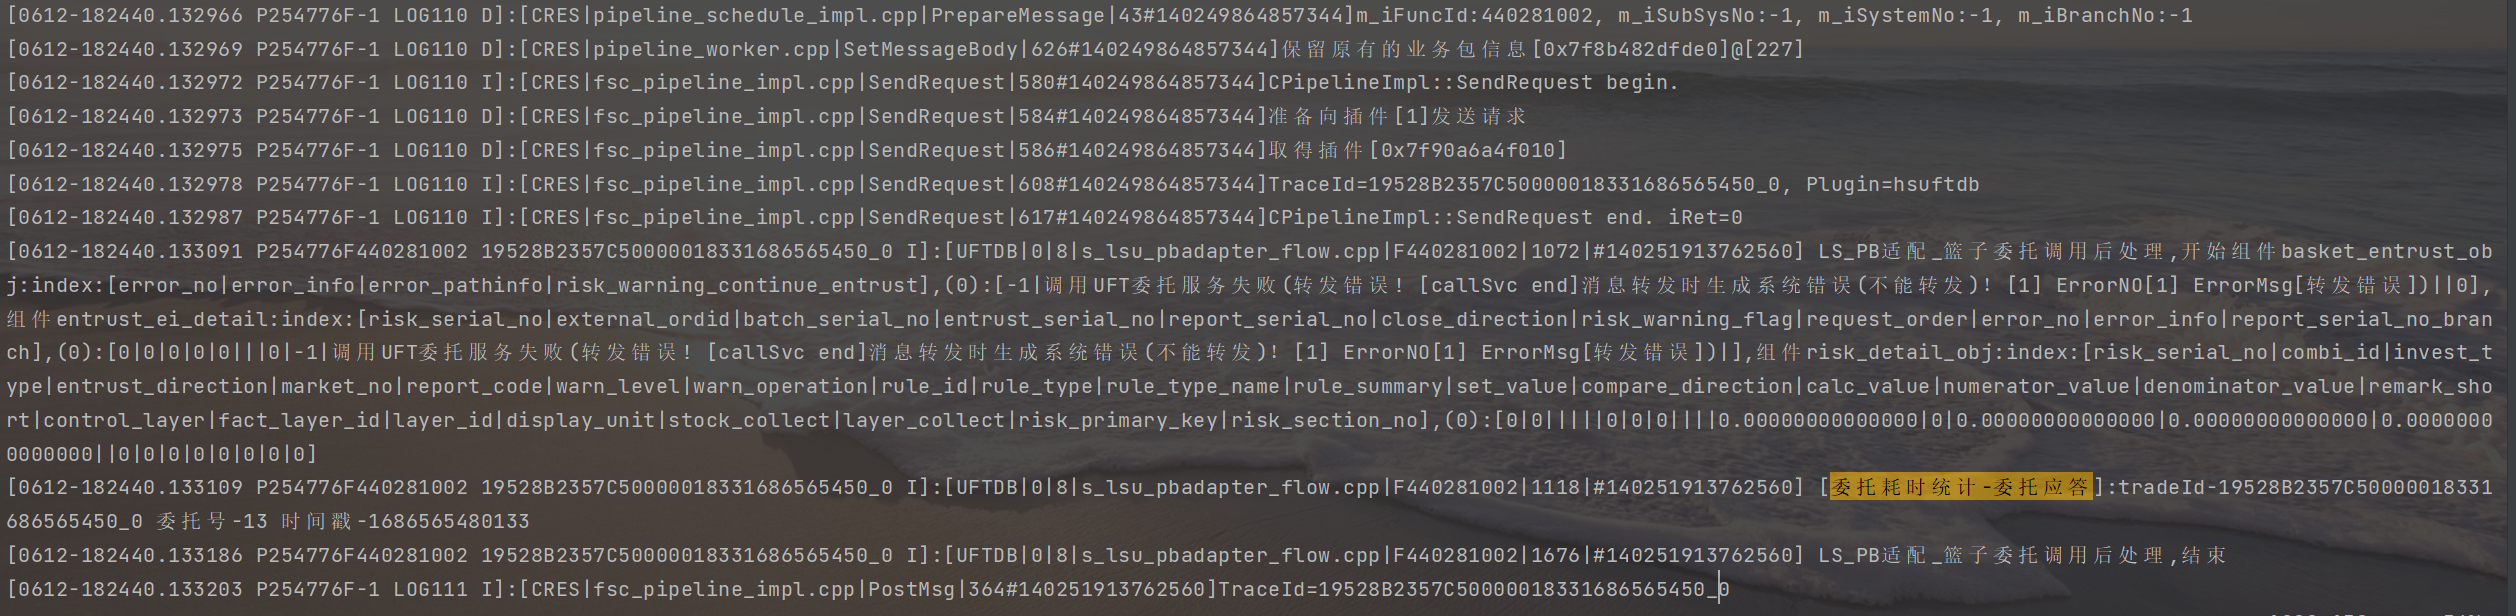 [0612-182440.132966 P254776F-1 LOG110 D]:[CRES|pipeline_schedule_impl.cpp|PrepareMessage|43#140249864857344]m_iFuncId:440281002, m_iSubSysNo:-1, m_iSystemNo:-1, m_iBranchNo:-1
[0612-182440.132969 P254776F-1 LOG110 D]:[CRES|pipeline_worker.cpp|SetMessageBody|626#140249864857344]保留原有的业务包信息[0x7f8b482dfde0]@[227]
[0612-182440.132972 P254776F-1 LOG110 I]:[CRES|fsc_pipeline_impl.cpp|SendRequest|580#140249864857344]CPipelineImpl::SendRequest begin.
[0612-182440.132973 P254776F-1 LOG110 D]:[CRES|fsc_pipeline_impl.cpp|SendRequest|584#140249864857344]准备向插件[1]发送请求
[0612-182440.132975 P254776F-1 LOG110 D]:[CRES|fsc_pipeline_impl.cpp|SendRequest|586#140249864857344]取得插件[0x7f90a6a4f010]
[0612-182440.132978 P254776F-1 LOG110 I]:[CRES|fsc_pipeline_impl.cpp|SendRequest|608#140249864857344]TraceId=19528B2357C50000018331686565450_0, Plugin=hsuftdb
[0612-182440.132987 P254776F-1 LOG110 I]:[CRES|fsc_pipeline_impl.cpp|SendRequest|617#140249864857344]CPipelineImpl::SendRequest end. iRet=0
[0612-182440.133091 P254776F440281002 19528B2357C50000018331686565450_0 I]:[UFTDB|0|8|s_lsu_pbadapter_flow.cpp|F440281002|1072|#140251913762560] LS_PB适配_篮子委托调用后处理,开始组件basket_entrust_ob
j:index:[error_no|error_info|error_pathinfo|risk_warning_continue_entrust],(0):[-1|调用UFT委托服务失败(转发错误! [callSvc end]消息转发时生成系统错误(不能转发)! [1] ErrorNO[1] ErrorMsg[转发错误])||0],
组件entrust_ei_detail:index:[risk_serial_no|external_ordid|batch_serial_no|entrust_serial_no|report_serial_no|close_direction|risk_warning_flag|request_order|error_no|error_info|report_serial_no_bran
ch],(0):[0|0|0|0|0|||0|-1|调用UFT委托服务失败(转发错误! [callSvc end]消息转发时生成系统错误(不能转发)! [1] ErrorNO[1] ErrorMsg[转发错误])|],组件risk_detail_obj:index:[risk_serial_no|combi_id|invest_t
ype|entrust_direction|market_no|report_code|warn_level|warn_operation|rule_id|rule_type|rule_type_name|rule_summary|set_value|compare_direction|calc_value|numerator_value|denominator_value|remark_sho
rt|control_layer|fact_layer_id|layer_id|display_unit|stock_collect|layer_collect|risk_primary_key|risk_section_no],(0):[0|0|||||0|0|0||||0.00000000000000|0|0.00000000000000|0.00000000000000|0.0000000
0000000||0|0|0|0|0|0|0|0]
[0612-182440.133109 P254776F440281002 19528B2357C50000018331686565450_0 I]:[UFTDB|0|8|s_lsu_pbadapter_flow.cpp|F440281002|1118|#140251913762560] [委托耗时统计-委托应答]:tradeId-19528B2357C50000018331
686565450_0 委托号-13 时间戳-1686565480133
[0612-182440.133186 P254776F440281002 19528B2357C50000018331686565450_0 I]:[UFTDB|0|8|s_lsu_pbadapter_flow.cpp|F440281002|1676|#140251913762560] LS_PB适配_篮子委托调用后处理,结束
[0612-182440.133203 P254776F-1 LOG111 I]:[CRES|fsc_pipeline_impl.cpp|PostMsg|364#140251913762560]TraceId=19528B2357C50000018331686565450_0